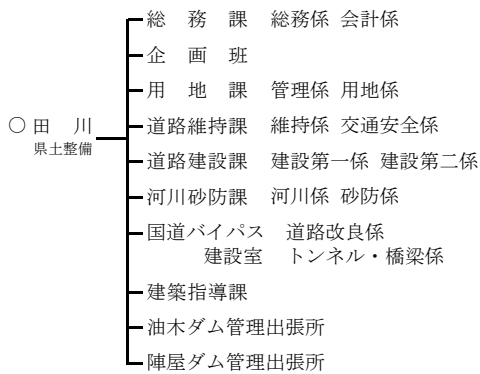 総務課 総務係 会計係
企画班
用地課 管理係 用地係
○田川
県土整備
道路維持課 維持係 交通安全係
道路建設課 建設第一係 建設第二係
河川砂防課 河川係 砂防係
国道バイパス 道路改良係
建設室 トンネル・橋梁係
建築指導課
油木ダム管理出張所
陣屋ダム管理出張所